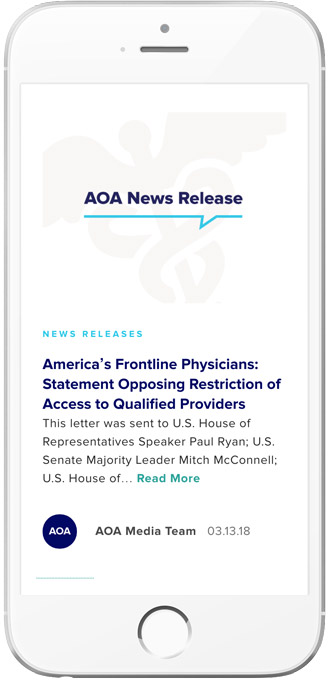 AOA News Release
NEWS RELEASES
America’s Frontline Physicians:
Statement Opposing Restriction of
Access to Qualified Providers
This letter was sent to U.S. House of
Representatives Speaker Paul Ryan; U.S.
Senate Majority Leader Mitch McConnell;
U.S. House of… Read More
AOA AOA Media Team 03.13.18